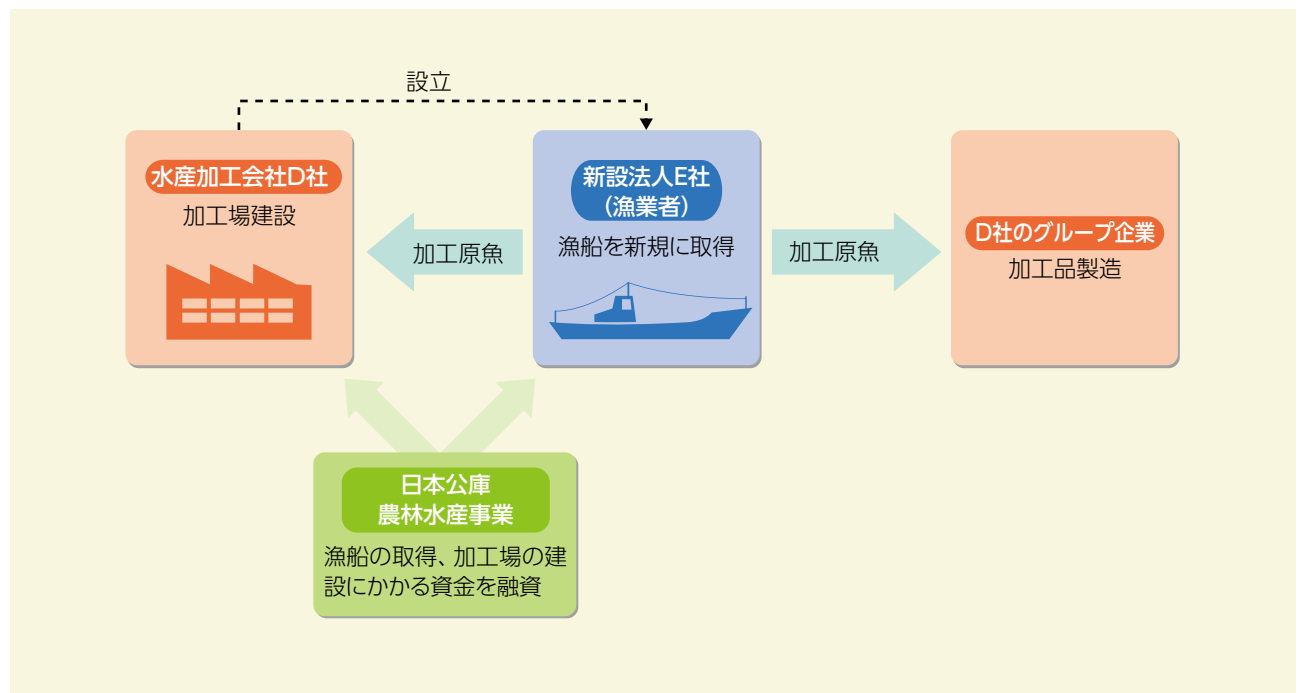 設立
水産加工会社D社
加工場建設
加工原魚
新設法人E社
(漁業者)
漁船を新規に取得
加工原魚
D社のグループ企業
加工品製造
日本公庫
農林水産事業
漁船の取得、加工場の建
設にかかる資金を融資